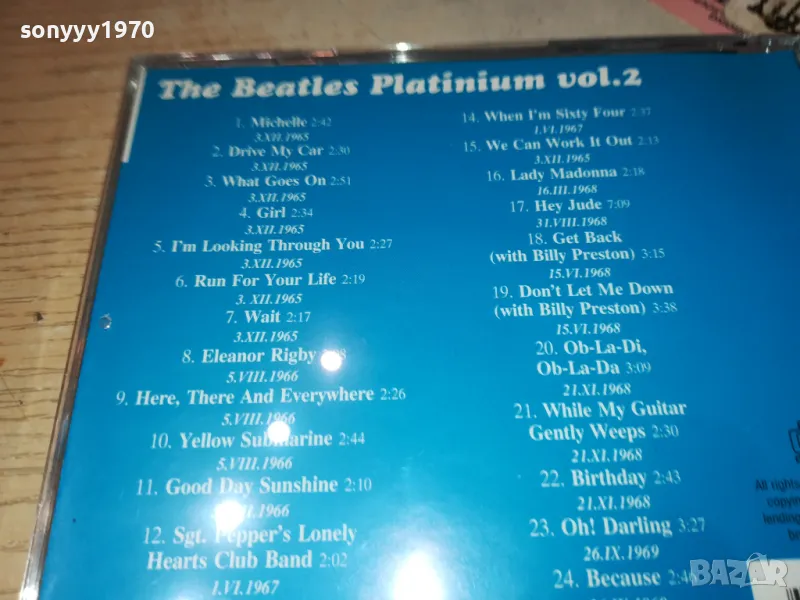 sonyyy1970
The Beatles Platinium vol.2
1. Michelle 2:42
3.XII.1965
2. Drive My Car 2:30
3.XII.1965
3. What Goes On 2:51
3.XII.1965
4. Girl 2:34
3.XII.1965
5. I'm Looking Through You 2:27
3.XII.1965
6. Run For Your Life 2:19
3. XII. 1965
7. Wait 2:17
3.XII.1965
8. Eleanor Rigby
5.VIII.1966
9. Here, There And Everywhere 2:26
5.VIII.1966
10. Yellow Submarine 2:44
5.VIII.1966
11. Good Day Sunshine 2:10
1966
12. Sgt. Pepper's Lonely
Hearts Club Band 2:02
1.VI.1967
14. When I'm Sixty Four 2:37
1.VI.1967
15. We Can Work It Out 2:13
3.XII.1965
16. Lady Madonna 2:18
16.III.1968
17. Hey Jude 7:09
31.VIII.1968
18. Get Back
(with Billy Preston) 3:15
15.VI.1968
19. Don't Let Me Down
(with Billy Preston) 3:38
15.VI.1968
20. Ob-La-Di,
Ob-La-Da 3:09
21.XI.1968
21. While My Guitar
Gently Weeps 2:30
21.XI.1968
22. Birthday 2:43
21.XI.1968
23. Oh! Darling 3:27
26.IX.1969
24. Because
All rights
copying
lending
BAZAR
bg